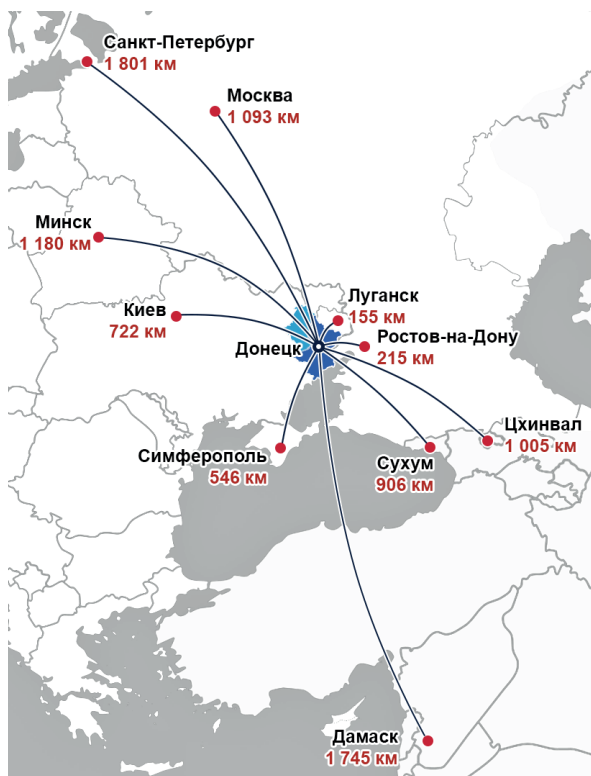 Санкт-Петербург
1 801 км
Москва
1 093 км
Минск
1 180 км
Киев
722 км
Луганск
155 км
Ростов-на-Дону
215 км
Донецк
Цхинвал
1 005 км
Симферополь
546 км
Сухум
906 км
Дамаск
1 745 км